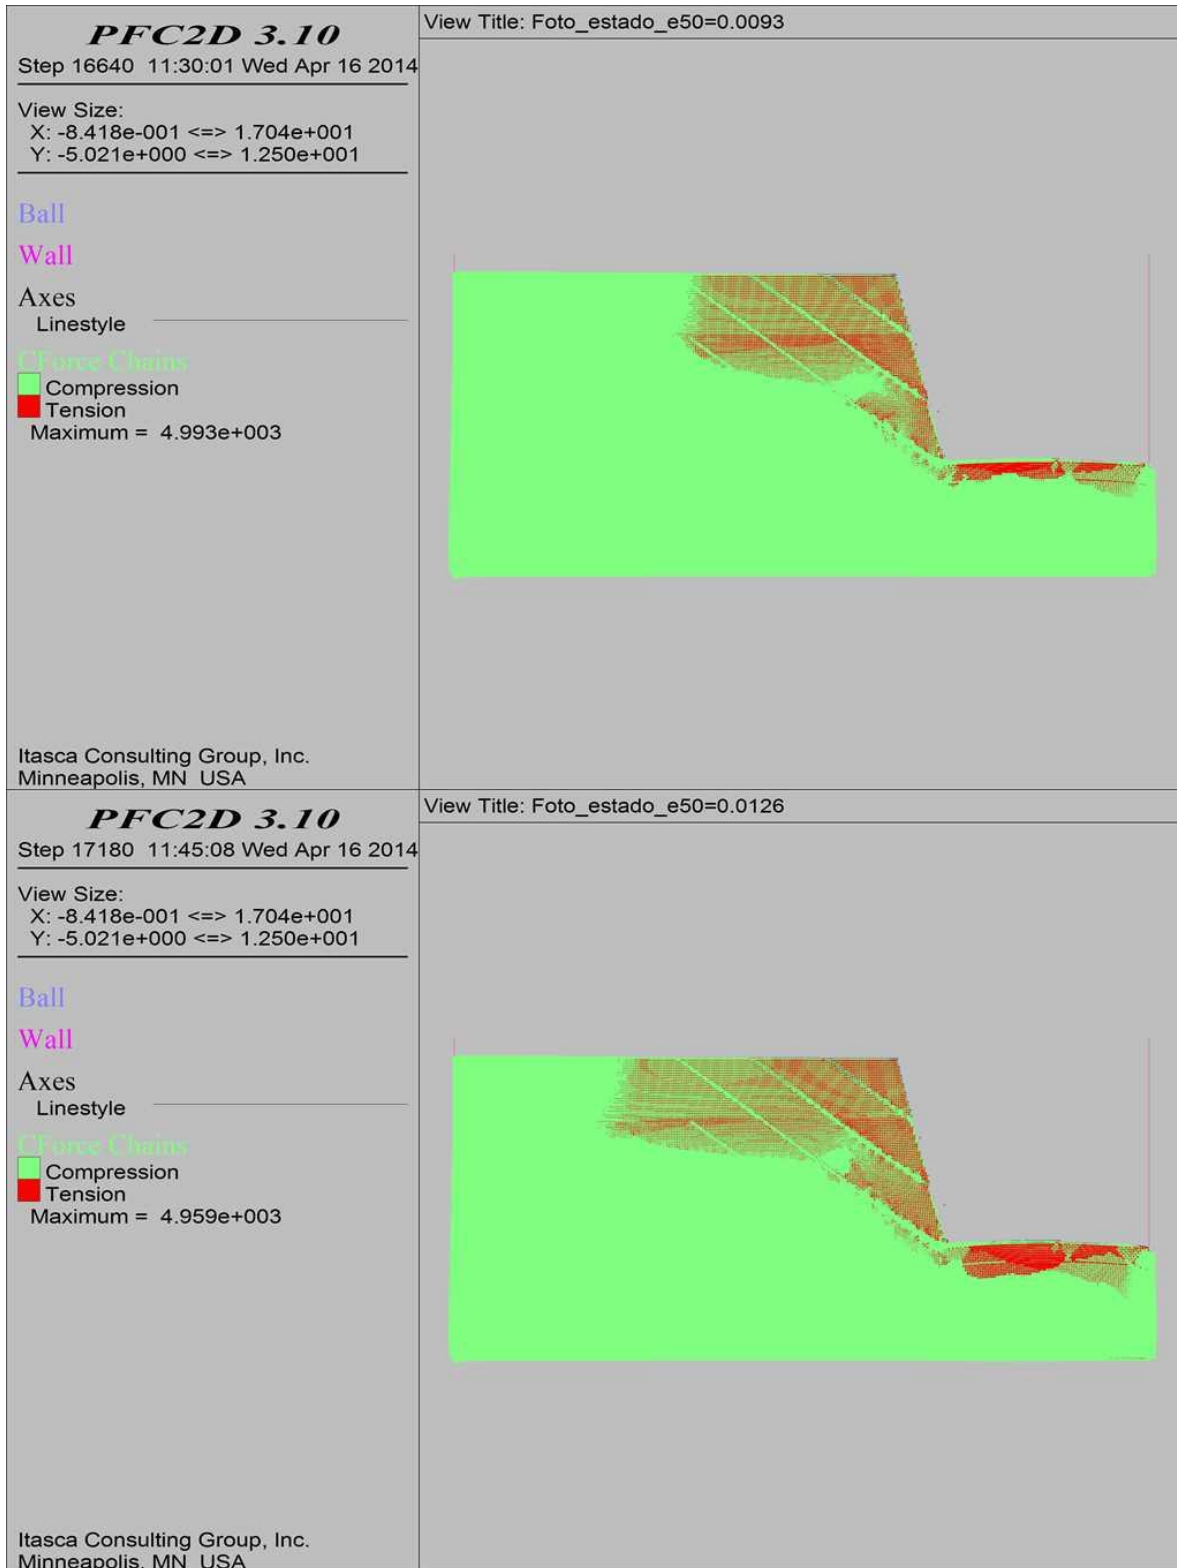 PFC2D 3.10
Step 16640 11:30:01 Wed Apr 16 2014
View Size:
X: -8.418e-001 <=> 1.704e+001
Y: -5.021e+000 <=> 1.250e+001
Ball
Wall
Axes
Linestyle
CForce Chains
Compression
Tension
Maximum = 4.993e+003
Itasca Consulting Group, Inc.
Minneapolis, MN USA
View Title: Foto_estado_e50=0.0093
PFC2D 3.10
Step 17180 11:45:08 Wed Apr 16 2014
View Size:
X: -8.418e-001 <=> 1.704e+001
Y: -5.021e+000 <=> 1.250e+001
Ball
Wall
Axes
Linestyle
CForce Chains
Compression
Tension
Maximum = 4.959e+003
Itasca Consulting Group, Inc.
Minneapolis, MN USA
View Title: Foto_estado_e50=0.0126